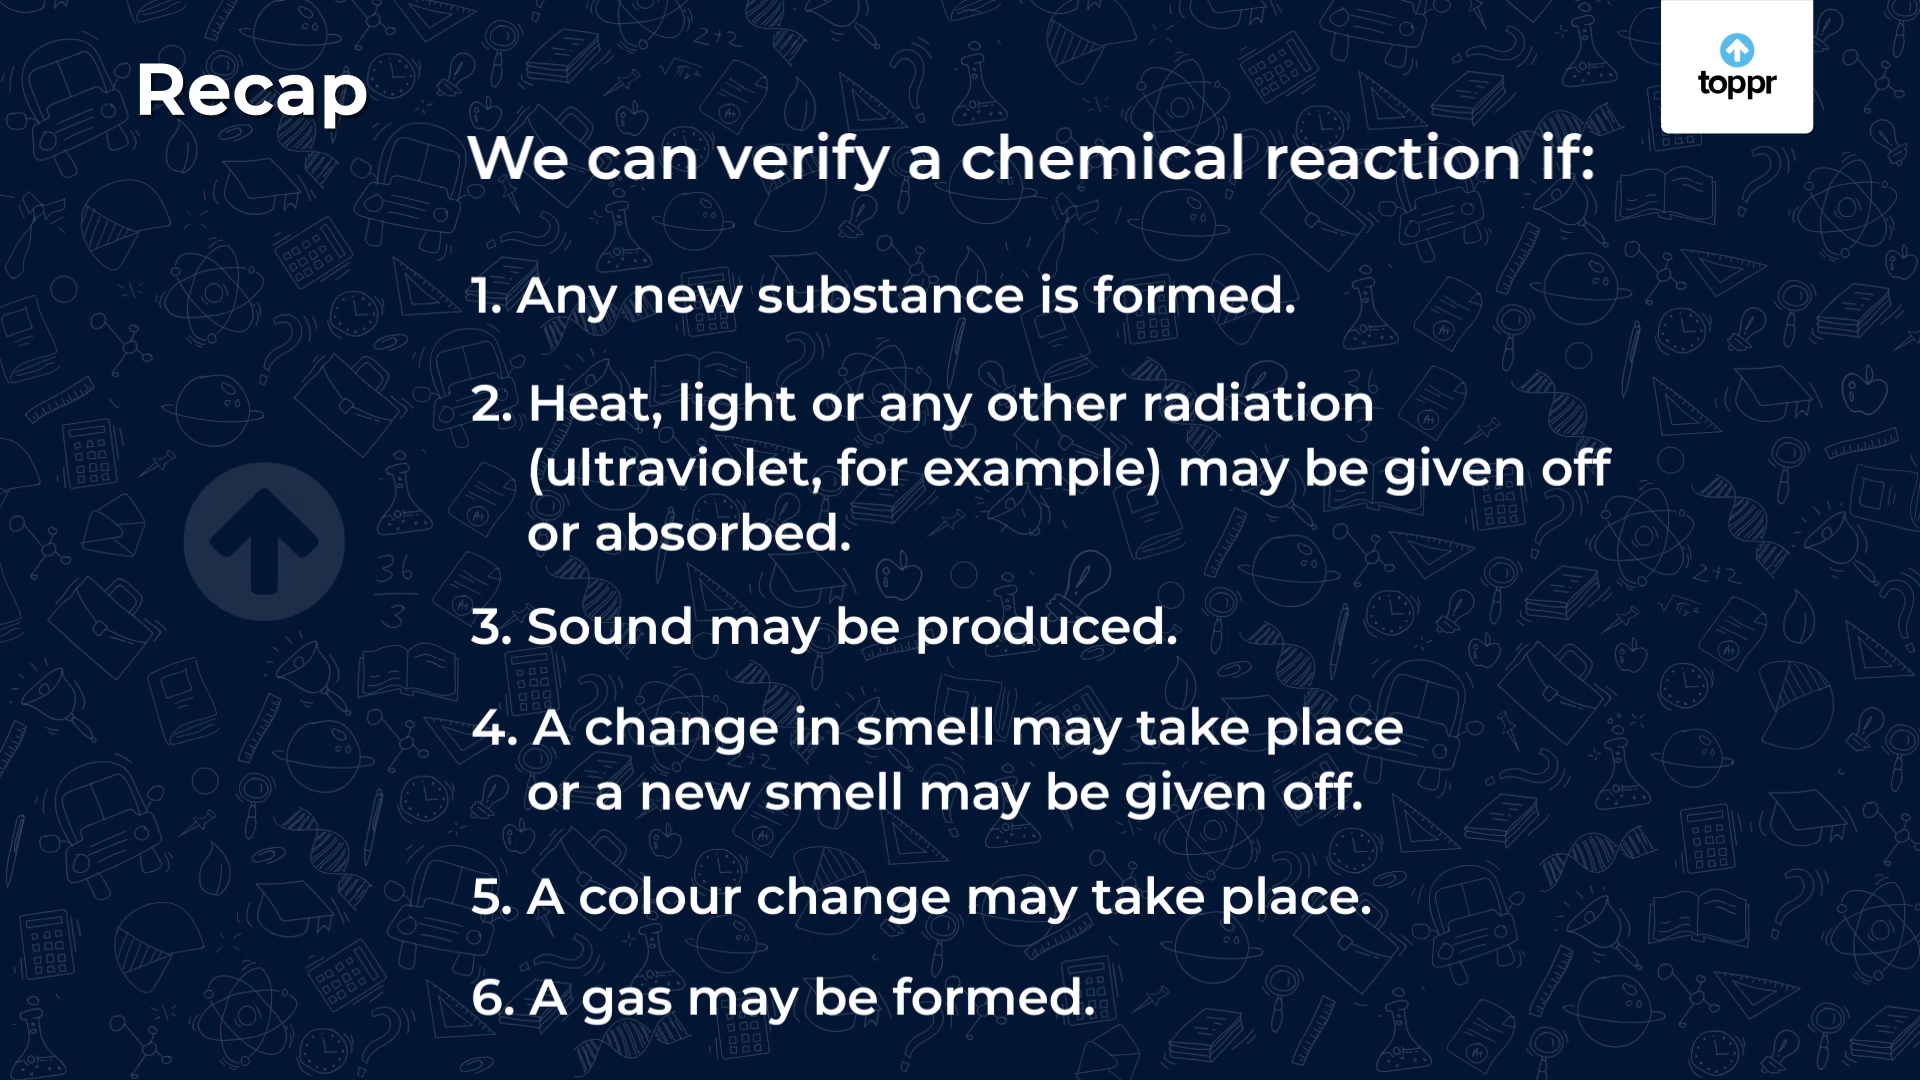 Recap
toppr
We can verify a chemical reaction if:
1. Any new substance is formed.
2. Heat, light or any other radiation
(ultraviolet, for example) may be given off
or absorbed.
3. Sound may be produced.
4. A change in smell may take place
or a new smell may be given off.
5. A colour change may take place.
6. A gas may be formed.